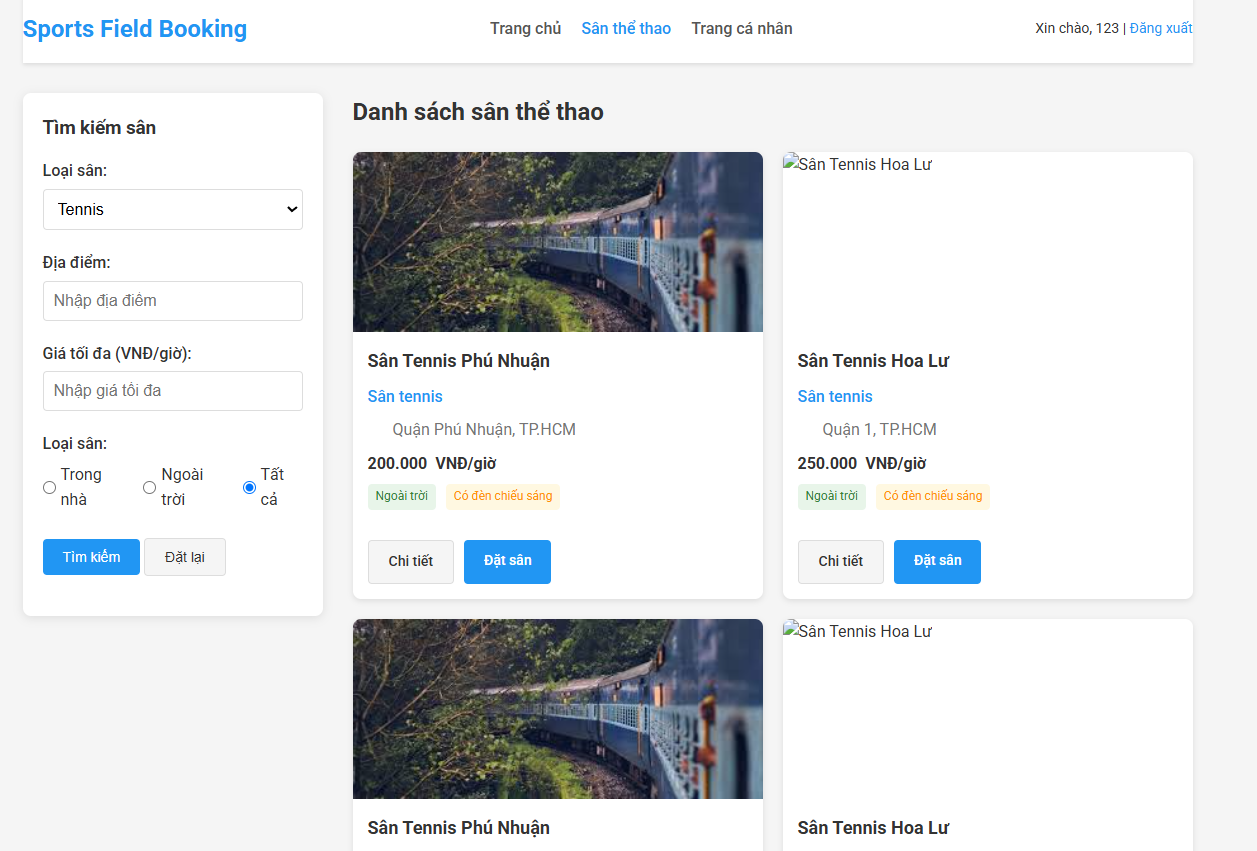 Sports Field Booking
Trang chủ Sân thể thao Trang cá nhân
Xin chào, 123 | Đăng xuất
Tìm kiếm sân
Loại sân:
Tennis
Địa điểm:
Nhập địa điểm
Giá tối đa (VNĐ/giờ):
Nhập giá tối đa
Loại sân:
Trong nhà
Ngoài trời
Tất cả
Tìm kiếm Đặt lại
Danh sách sân thể thao
Sân Tennis Phú Nhuận
Sân tennis
Quận Phú Nhuận, TP.HCM
200.000 VNĐ/giờ
Ngoài trời Có đèn chiếu sáng
Chi tiết Đặt sân
Sân Tennis Hoa Lư
Sân Tennis Hoa Lư
Sân tennis
Quận 1, TP.HCM
250.000 VNĐ/giờ
Ngoài trời Có đèn chiếu sáng
Chi tiết Đặt sân
Sân Tennis Phú Nhuận
Sân Tennis Hoa Lư
Sân Tennis Hoa Lư